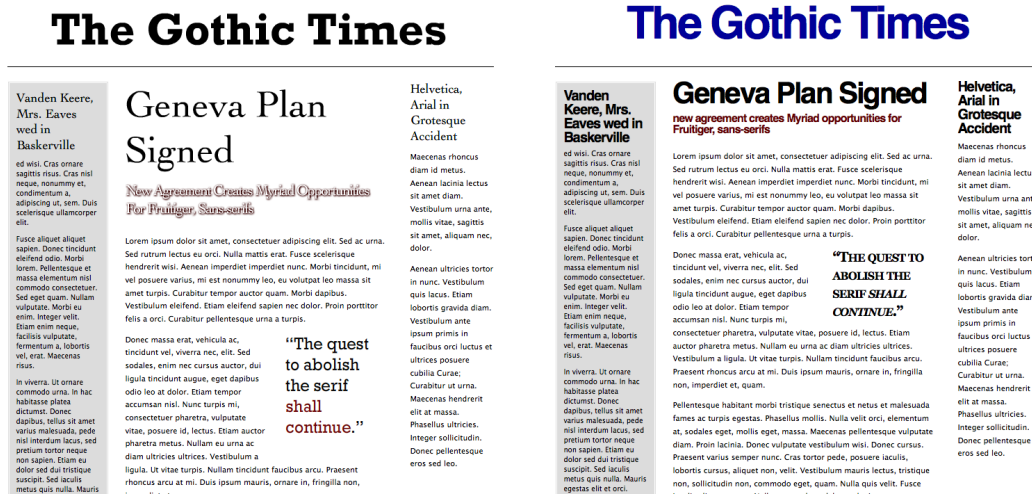 The Gothic Times
Vanden Keere,
Mrs. Eaves
wed in
Baskerville
ed wisi. Cras ornare
sagittis risus. Cras nisl
neque, nonummy et,
condimentum a,
adipiscing ut, sem. Duis
scelerisque ullamcorper
elit.
Fusce aliquet aliquet
sapien. Donec tincidunt
eleifend odio. Morbi
lorem. Pellentesque et
massa elementum nisl
commodo consectetuer.
Sed eget quam. Nullam
vulputate. Morbi eu
enim. Integer velit.
Etiam enim neque,
facilisis vulputate,
fermentum a, lobortis
vel, erat. Maecenas
risus.
In viverra. Ut ornare
commodo urna. In hac
habitasse platea
dictumst. Donec
dapibus, tellus sit amet
varius malesuada, pede
nisl interdum lacus, sed
pretium tortor neque
non sapien. Etiam eu
dolor sed dui tristique
suscipit. Sed iaculis
metus quis nulla. Mauris
Geneva Plan
Signed
New Agreement Creates Myriad Opportunities
For Fruitiger, Sans-serifs
Lorem ipsum dolor sit amet, consectetuer adipiscing elit. Sed ac urna.
Sed rutrum lectus eu orci. Nulla mattis erat. Fusce scelerisque
hendrerit wisi. Aenean imperdiet imperdiet nunc. Morbi tincidunt, mi
vel posuere varius, mi est nonummy leo, eu volutpat leo massa sit
amet turpis. Curabitur tempor auctor quam. Morbi dapibus.
Vestibulum eleifend. Etiam eleifend sapien nec dolor. Proin porttitor
felis a orci. Curabitur pellentesque urna a turpis.
Donec massa erat, vehicula ac,
tincidunt vel, viverra nec, elit. Sed
sodales, enim nec cursus auctor, dui
ligula tincidunt augue, eget dapibus
odio leo at dolor. Etiam tempor
accumsan nisl. Nunc turpis mi,
consectetuer pharetra, vulputate
vitae, posuere id, lectus. Etiam auctor
pharetra metus. Nullam eu urna ac
diam ultricies ultrices. Vestibulum a
ligula. Ut vitae turpis. Nullam tincidunt faucibus arcu. Praesent
rhoncus arcu at mi. Duis ipsum mauris, ornare in, fringilla non,
“The quest
to abolish
the serif
shall
continue.”
Helvetica,
Arial in
Grotesque
Accident
Maecenas rhoncus
diam id metus.
Aenean lacinia lectus
sit amet diam.
Vestibulum urna ante,
mollis vitae, sagittis
sit amet, aliquam nec,
dolor.
Aenean ultricies tortor
in nunc. Vestibulum
quis lacus. Etiam
lobortis gravida diam.
Vestibulum ante
ipsum primis in
faucibus orci luctus et
ultrices posuere
cubilia Curae;
Curabitur ut urna.
Maecenas hendrerit
elit at massa.
Phasellus ultricies.
Integer sollicitudin.
Donec pellentesque
eros sed leo.
The Gothic Times
Vanden
Keere, Mrs.
Eaves wed in
Baskerville
ed wisi. Cras ornare
sagittis risus. Cras nisl
neque, nonummy et,
condimentum a,
adipiscing ut, sem. Duis
scelerisque ullamcorper
elit.
Fusce aliquet aliquet
sapien. Donec tincidunt
eleifend odio. Morbi
lorem. Pellentesque et
massa elementum nisl
commodo consectetuer.
Sed eget quam. Nullam
vulputate. Morbi eu
enim. Integer velit.
Etiam enim neque,
facilisis vulputate,
fermentum a, lobortis
vel, erat. Maecenas
risus.
In viverra. Ut ornare
commodo urna. In hac
habitasse platea
dictumst. Donec
dapibus, tellus sit amet
varius malesuada, pede
nisl interdum lacus, sed
pretium tortor neque
non sapien. Etiam eu
dolor sed dui tristique
suscipit. Sed iaculis
metus quis nulla. Mauris
egestas elit et orci.
Geneva Plan Signed
new agreement creates Myriad opportunities for
Fruitiger, sans-serifs
Lorem ipsum dolor sit amet, consectetuer adipiscing elit. Sed ac urna.
Sed rutrum lectus eu orci. Nulla mattis erat. Fusce scelerisque
hendrerit wisi. Aenean imperdiet imperdiet nunc. Morbi tincidunt, mi
vel posuere varius, mi est nonummy leo, eu volutpat leo massa sit
amet turpis. Curabitur tempor auctor quam. Morbi dapibus.
Vestibulum eleifend. Etiam eleifend sapien nec dolor. Proin porttitor
felis a orci. Curabitur pellentesque urna a turpis.
Donec massa erat, vehicula ac,
tincidunt vel, viverra nec, elit. Sed
sodales, enim nec cursus auctor, dui
ligula tincidunt augue, eget dapibus
odio leo at dolor. Etiam tempor
accumsan nisl. Nunc turpis mi,
consectetuer pharetra, vulputate vitae, posuere id, lectus. Etiam
auctor pharetra metus. Nullam eu urna ac diam ultricies ultrices.
Vestibulum a ligula. Ut vitae turpis. Nullam tincidunt faucibus arcu.
Praesent rhoncus arcu at mi. Duis ipsum mauris, ornare in, fringilla
non, imperdiet et, quam.
“THE QUEST TO
ABOLISH THE
SERIF SHALL
CONTINUE.”
Pellentesque habitant morbi tristique senectus et netus et malesuada
fames ac turpis egestas. Phasellus mollis. Nulla velit orci, elementum
at, sodales eget, mollis eget, massa. Maecenas pellentesque vulputate
diam. Proin lacinia. Donec vulputate vestibulum wisi. Donec cursus.
Praesent varius semper nunc. Cras tortor pede, posuere iaculis,
lobortis cursus, aliquet non, velit. Vestibulum mauris lectus, tristique
non, sollicitudin non, commodo eget, quam. Nulla quis velit. Fusce
Helvetica,
Arial in
Grotesque
Accident
Maecenas rhoncus
diam id metus.
Aenean lacinia lectu
sit amet diam.
Vestibulum urna ant
mollis vitae, sagittis
sit amet, aliquam ne
dolor.
Aenean ultricies tort
in nunc. Vestibulum
quis lacus. Etiam
lobortis gravida diar
Vestibulum ante
ipsum primis in
faucibus orci luctus
ultrices posuere
cubilia Curae;
Curabitur ut urna.
Maecenas hendrerit
elit at massa.
Phasellus ultricies.
Integer sollicitudin.
Donec pellentesque
eros sed leo.